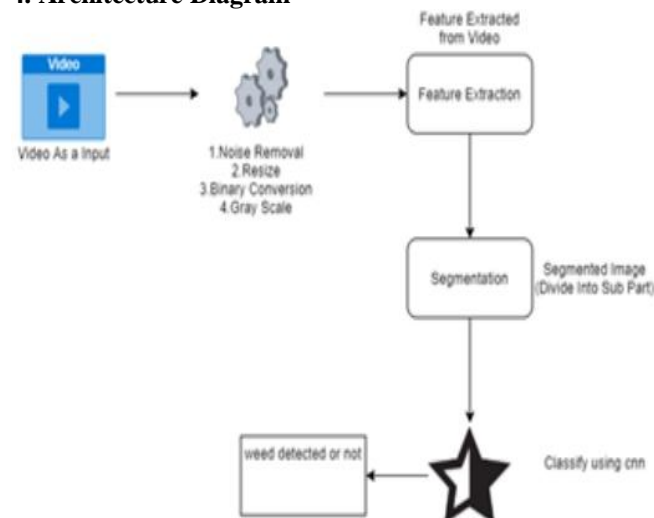 4. Architecture Diagram
Feature Extracted
from Video
Video
Feature Extraction
Video As a Input
1.Noise Removal
2.Resize
3.Binary Conversion
4.Gray Scale
Segmentation
Segmented Image
(Divide Into Sub Part)
weed detected or not
Classify using cnn